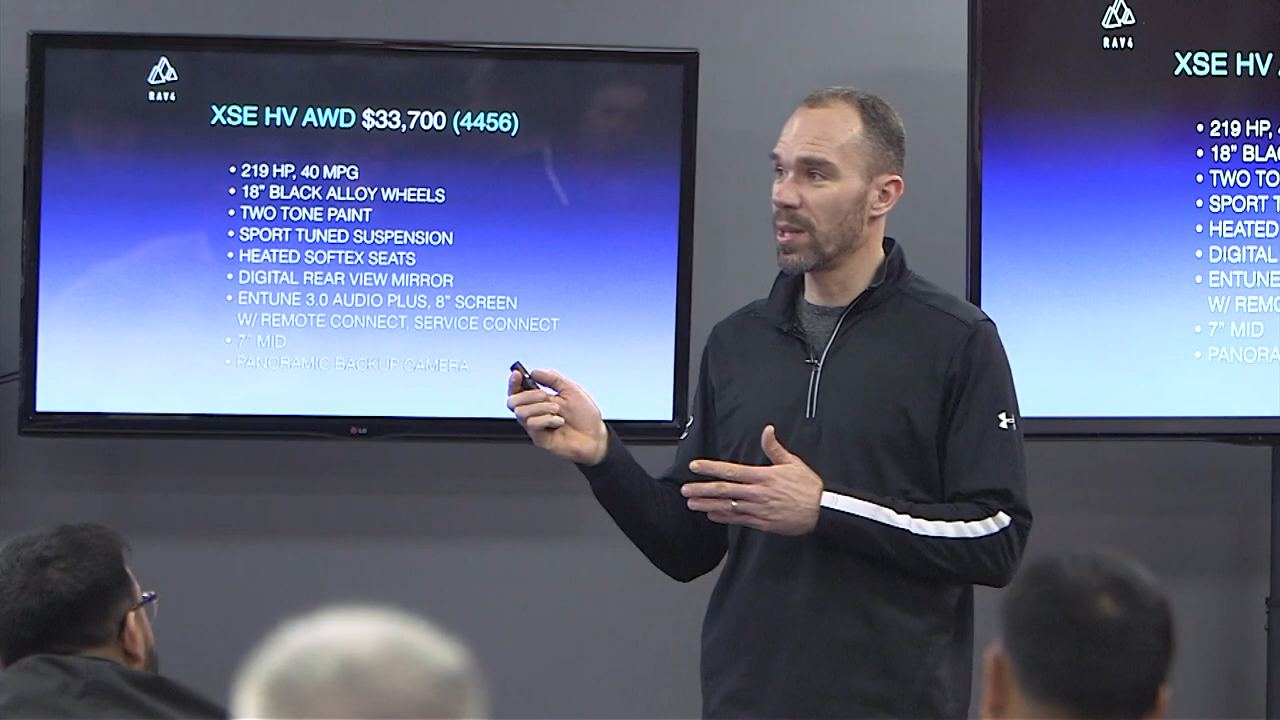 RAV4
XSE HV AWD $33,700 (4456)
• 219 HP, 40 MPG
• 18" BLACK ALLOY WHEELS
• TWO TONE PAINT
• SPORT TUNED SUSPENSION
• HEATED SOFTEX SEATS
• DIGITAL REAR VIEW MIRROR
• ENTUNE 3.0 AUDIO PLUS, 8" SCREEN
W/ REMOTE CONNECT, SERVICE CONNECT
• 7" MID
• PANORAMIC BACKUP CAMERA
LG
RAV4
XSE HV
• 219 HP,
• 18" BLA
• TWO TO
• SPORT T
• HEATED
• DIGITAL
• ENTUNE
W/ REMO
• 7" MID
• PANORA